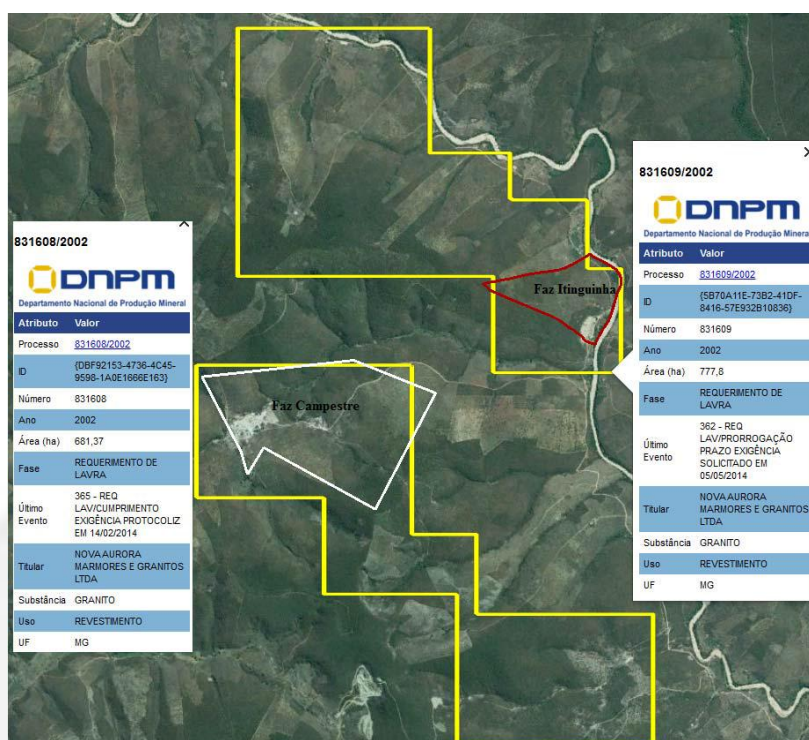 831608/2002
DNPM
Departamento Nacional de Produção Mineral
Atributo Valor
Processo 831608/2002
ID {DBF92153-4736-4C45-
9598-1A0E1666E163}
Número 831608
Ano 2002
Área (ha) 681,37
Fase REQUERIMENTO DE
LAVRA
Último
Evento
365 - REQ
LAV/CUMPRIMENTO
EXIGÊNCIA PROTOCOLIZ
EM 14/02/2014
Titular NOVA AURORA
MARMORES E GRANITOS
LTDA
Substância GRANITO
Uso REVESTIMENTO
UF MG
Faz Campestre
Faz Itinguinha
831609/2002
DNPM
Departamento Nacional de Produção Minera
Atributo Valor
Processo 831609/2002
ID {5B70A11E-73B2-41DF-
8416-57E932B10836}
Número 831609
Ano 2002
Área (ha) 777,8
Fase REQUERIMENTO DE
LAVRA
Último
Evento
362 - REQ
LAV/PRORROGAÇÃO
PRAZO EXIGÊNCIA
SOLICITADO EM
05/05/2014
Titular NOVA AURORA
MARMORES E GRANITOS
LTDA
Substância GRANITO
Uso REVESTIMENTO
UF MG